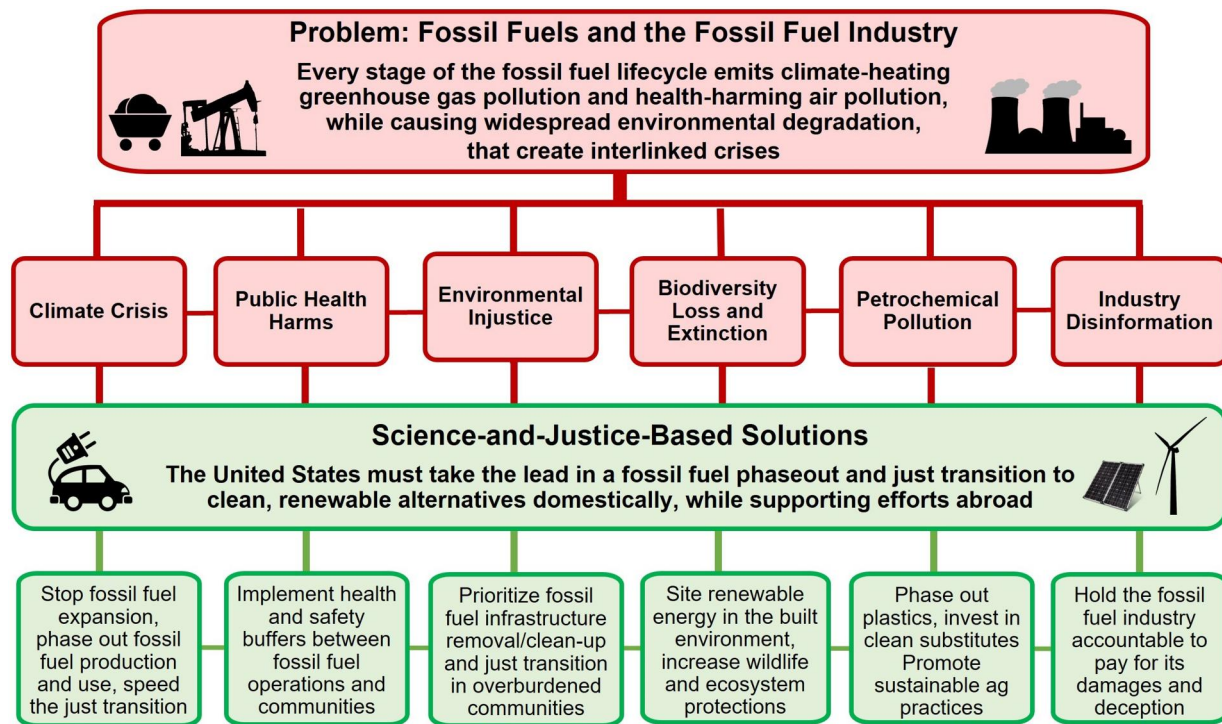 Problem: Fossil Fuels and the Fossil Fuel Industry
Every stage of the fossil fuel lifecycle emits climate-heating
greenhouse gas pollution and health-harming air pollution,
while causing widespread environmental degradation,
that create interlinked crises
Climate Crisis
Public Health
Harms
Environmental
Injustice
Biodiversity
Loss and
Extinction
Petrochemical
Pollution
Industry
Disinformation
Science-and-Justice-Based Solutions
The United States must take the lead in a fossil fuel phaseout and just transition to
clean, renewable alternatives domestically, while supporting efforts abroad
Stop fossil fuel
expansion,
phase out fossil
fuel production
and use, speed
the just transition
Implement health
and safety
buffers between
fossil fuel
operations and
communities
Prioritize fossil
fuel infrastructure
removal/clean-up
and just transition
in overburdened
communities
Site renewable
energy in the built
environment,
increase wildlife
and ecosystem
protections
Phase out
plastics, invest in
clean substitutes
Promote
sustainable ag
practices
Hold the fossil
fuel industry
accountable to
pay for its
damages and
deception